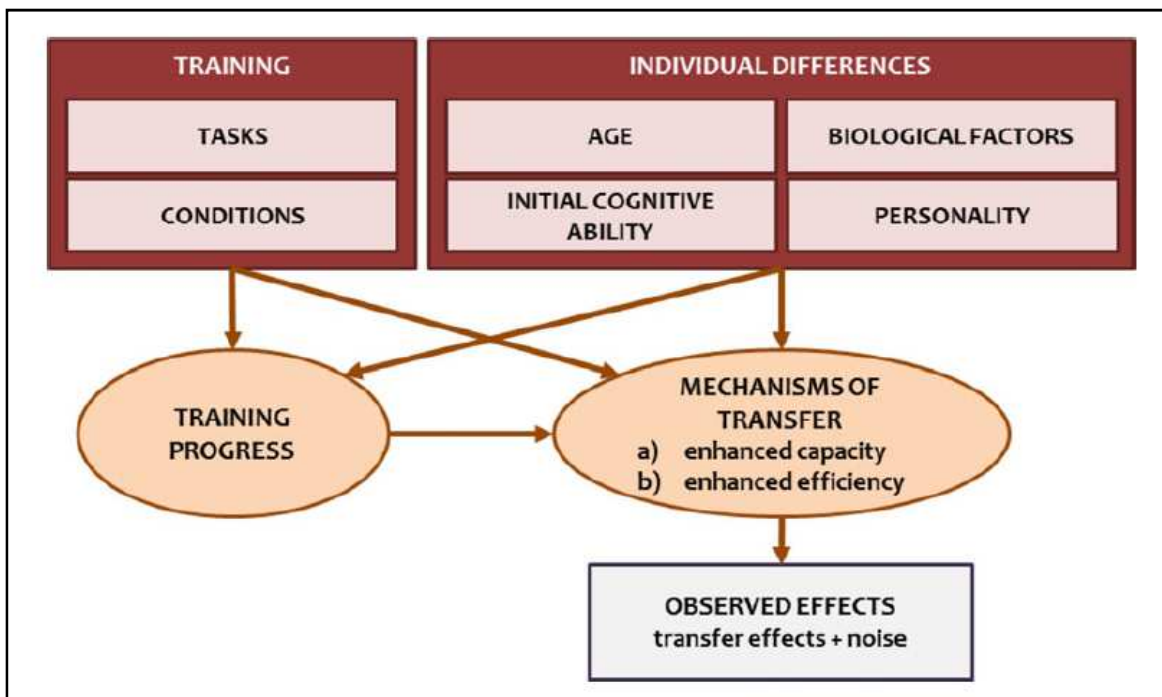 TRAINING
TASKS
CONDITIONS
INDIVIDUAL DIFFERENCES
AGE
BIOLOGICAL FACTORS
INITIAL COGNITIVE
ABILITY
PERSONALITY
TRAINING
PROGRESS
MECHANISMS OF
TRANSFER
a) enhanced capacity
b) enhanced efficiency
OBSERVED EFFECTS
transfer effects + noise